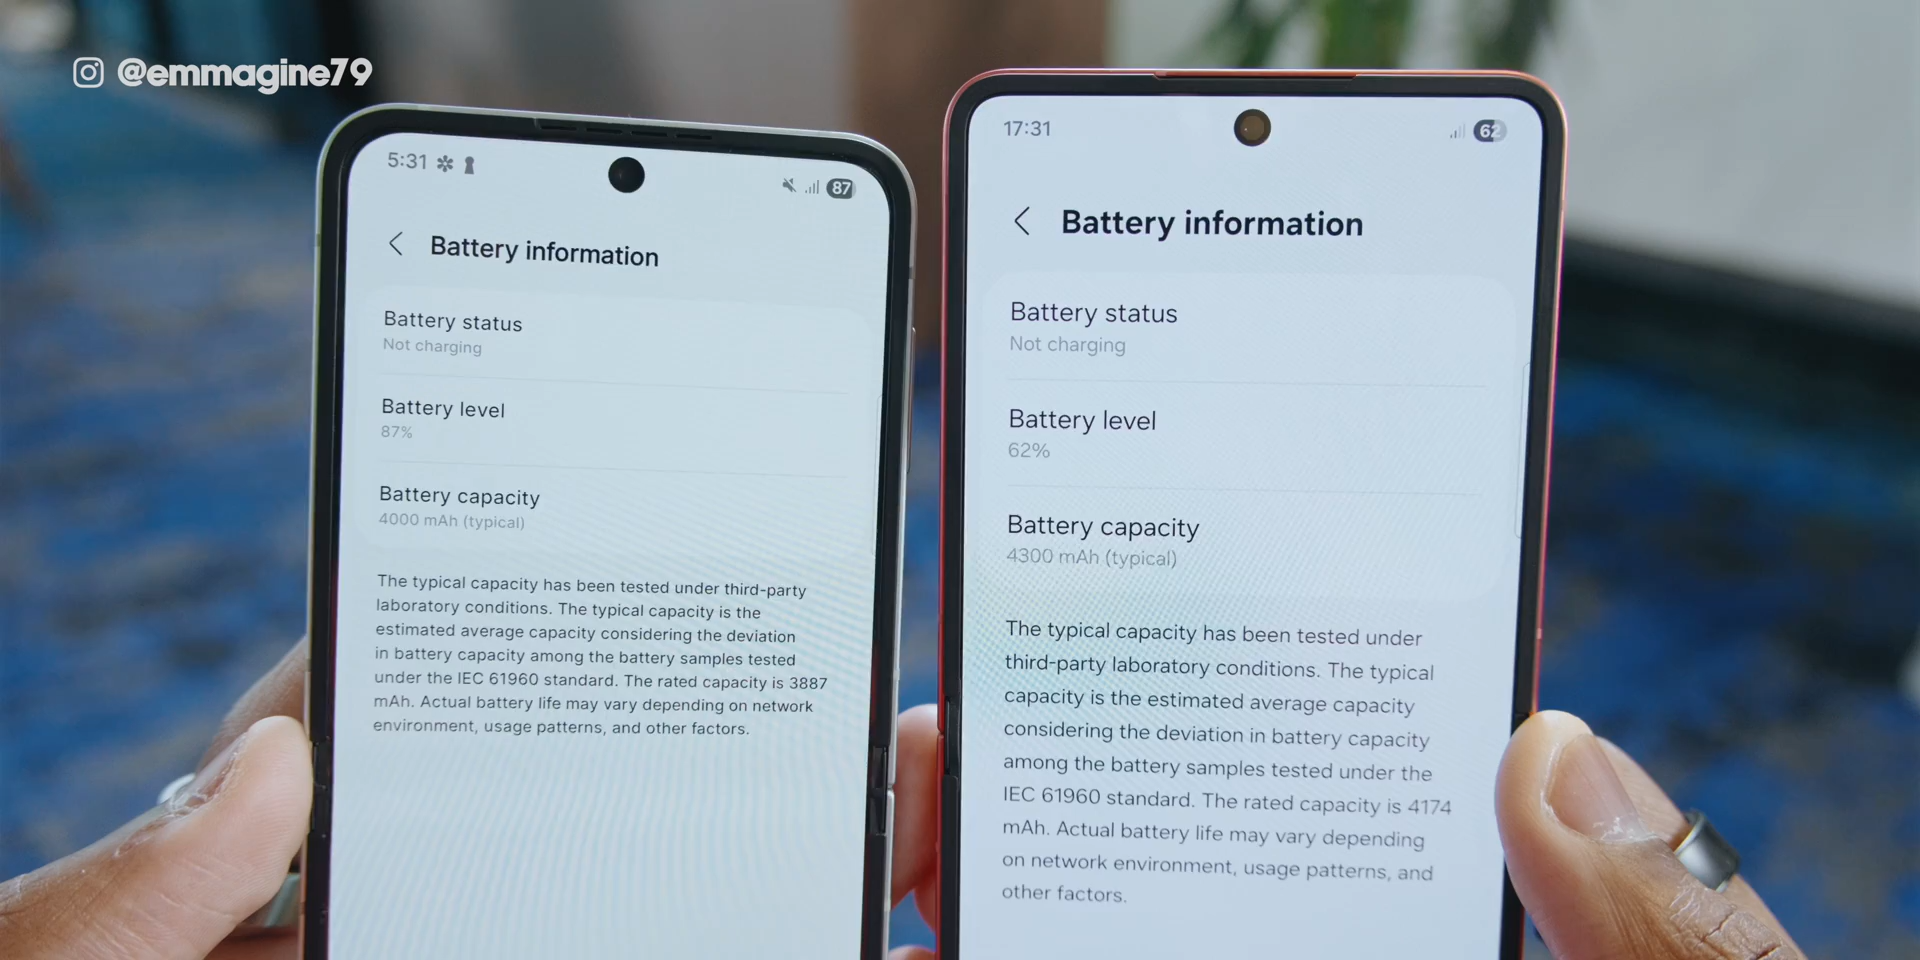 @emmagine79
5:31
87
Battery information
Battery status
Not charging
Battery level
87%
Battery capacity
4000 mAh (typical)
The typical capacity has been tested under third-party
laboratory conditions. The typical capacity is the
estimated average capacity considering the deviation
in battery capacity among the battery samples tested
under the IEC 61960 standard. The rated capacity is 3887
mAh. Actual battery life may vary depending on network
environment, usage patterns, and other factors.
17:31
62
Battery information
Battery status
Not charging
Battery level
62%
Battery capacity
4300 mAh (typical)
The typical capacity has been tested under
third-party laboratory conditions. The typical
capacity is the estimated average capacity
considering the deviation in battery capacity
among the battery samples tested under the
IEC 61960 standard. The rated capacity is 4174
mAh. Actual battery life may vary depending
on network environment, usage patterns, and
other factors.